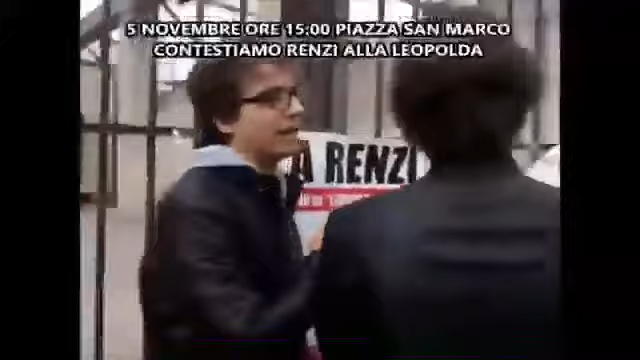 5 NOVEMBRE ORE 15:00 PIAZZA SAN MARCO
CONTESTIAMO RENZI ALLA LEOPOLDA
A RENZI